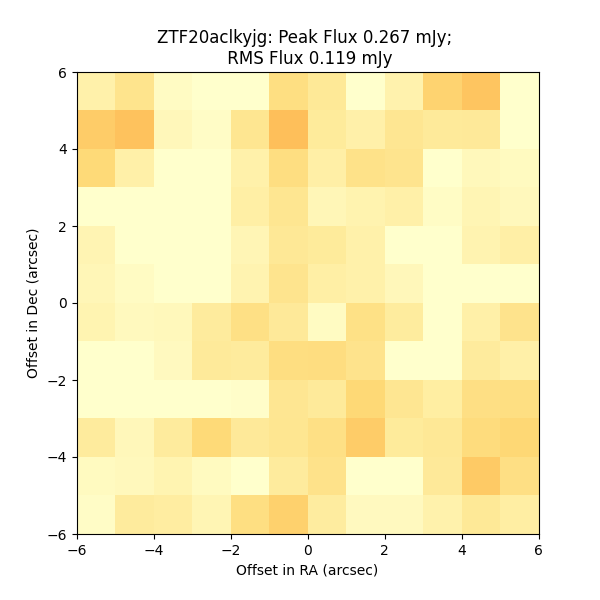 ZTF20aclkyjg: Peak Flux 0.267 mJy;
RMS Flux 0.119 mJy
6
4
2
0
−2
−4
−6
Offset in Dec (arcsec)
−6 −4 −2 0 2 4 6
Offset in RA (arcsec)